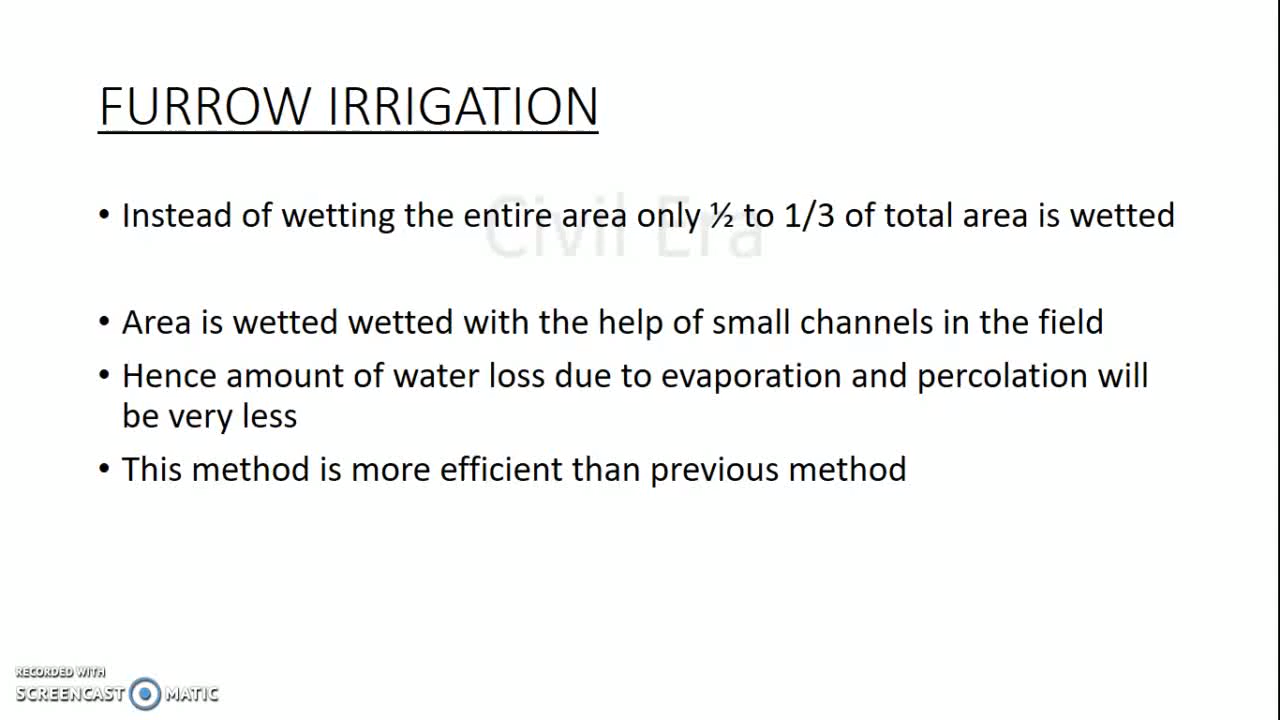 FURROW IRRIGATION
Civil Era
• Instead of wetting the entire area only ½ to 1/3 of total area is wetted
• Area is wetted wetted with the help of small channels in the field
• Hence amount of water loss due to evaporation and percolation will
be very less
• This method is more efficient than previous method
RECORDED WITH
SCREENCAST MATIC